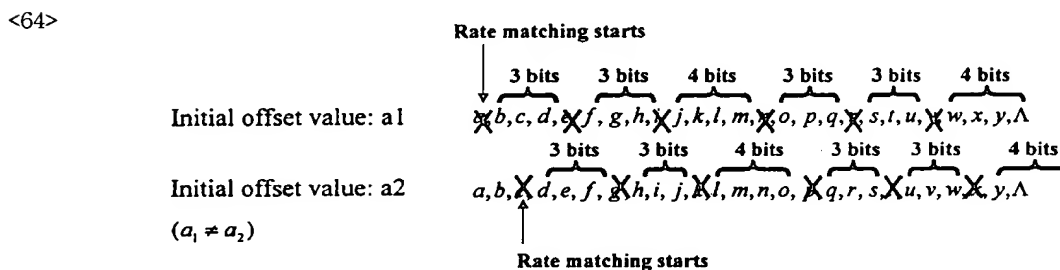 <64>
Rate matching starts
3 bits 3 bits 4 bits 3 bits 3 bits 4 bits
Initial offset value: a1 b, c, d, f, g, h, j, k, l, m, o, p, q, s, t, u, w, x, y, Λ
3 bits 3 bits 4 bits 3 bits 3 bits 4 bits
Initial offset value: a2 a, b, d, e, f, g, h, i, j, k, l, m, n, o, p, q, r, s, u, v, w, x, y, Λ
(a₁ ≠ a₂)
Rate matching starts